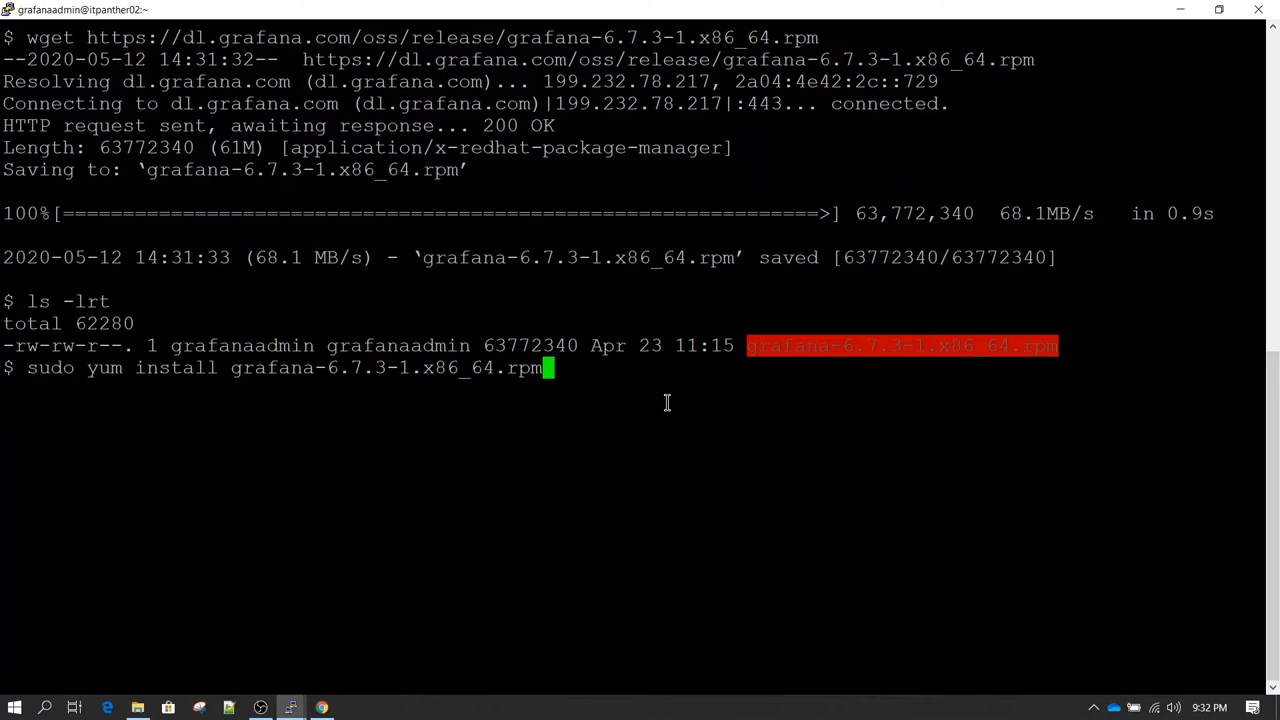 grafanaadmin@itpanther02:~
$ wget https://dl.grafana.com/oss/release/grafana-6.7.3-1.x86_64.rpm
--2020-05-12 14:31:32--  https://dl.grafana.com/oss/release/grafana-6.7.3-1.x86_64.rpm
Resolving dl.grafana.com (dl.grafana.com)... 199.232.78.217, 2a04:4e42:2c::729
Connecting to dl.grafana.com (dl.grafana.com)|199.232.78.217|:443... connected.
HTTP request sent, awaiting response... 200 OK
Length: 63772340 (61M) [application/x-redhat-package-manager]
Saving to: ‘grafana-6.7.3-1.x86_64.rpm’
100%[===============================================================>] 63,772,340  68.1MB/s   in 0.9s
2020-05-12 14:31:33 (68.1 MB/s) - ‘grafana-6.7.3-1.x86_64.rpm’ saved [63772340/63772340]
$ ls -lrt
total 62280
-rw-rw-r--. 1 grafanaadmin grafanaadmin 63772340 Apr 23 11:15 grafana-6.7.3-1.x86_64.rpm
$ sudo yum install grafana-6.7.3-1.x86_64.rpm
9:32 PM